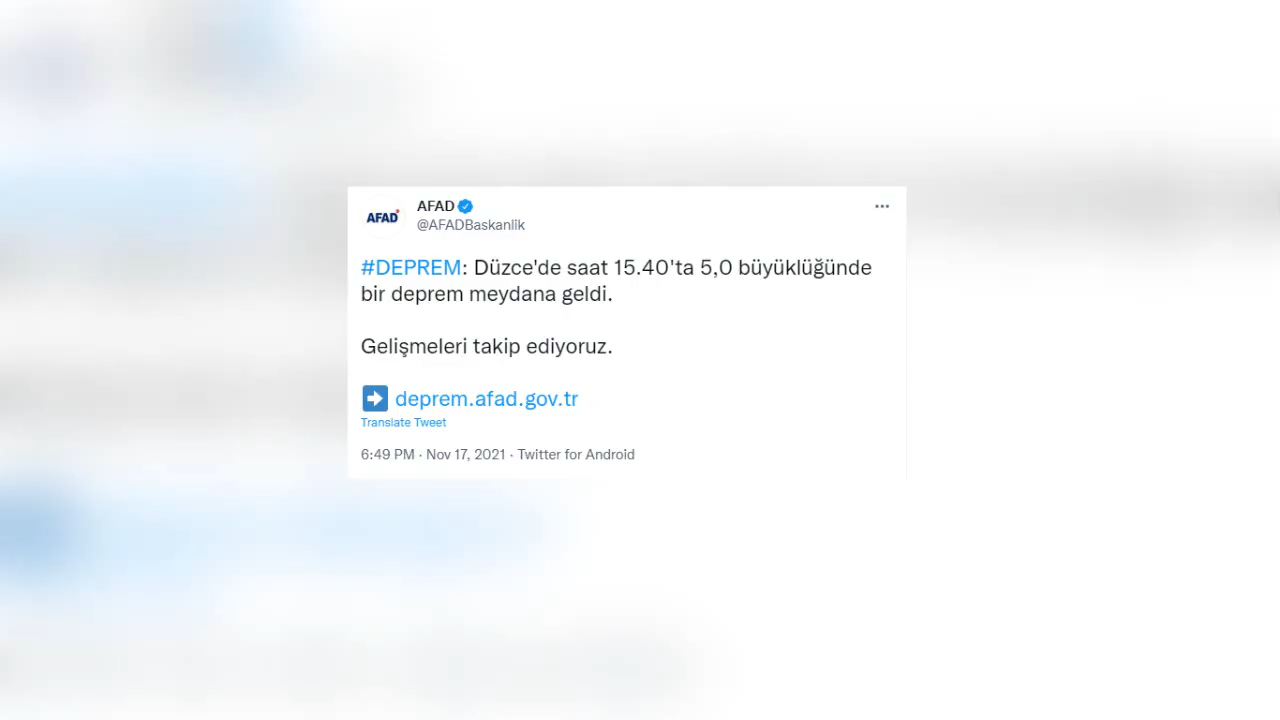 AFAD
AFAD
@AFADBaskanlik
#DEPREM: Düzce'de saat 15.40'ta 5,0 büyüklüğünde
bir deprem meydana geldi.
Gelişmeleri takip ediyoruz.
➡ deprem.afad.gov.tr
Translate Tweet
6:49 PM · Nov 17, 2021 · Twitter for Android